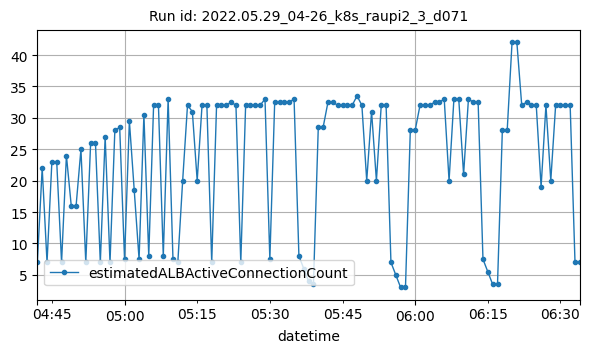 Run id: 2022.05.29_04-26_k8s_raupi2_3_d071
40
35
30
25
20
15
10
5
estimatedALBActiveConnectionCount
04:45 05:00 05:15 05:30 05:45 06:00 06:15 06:30
datetime